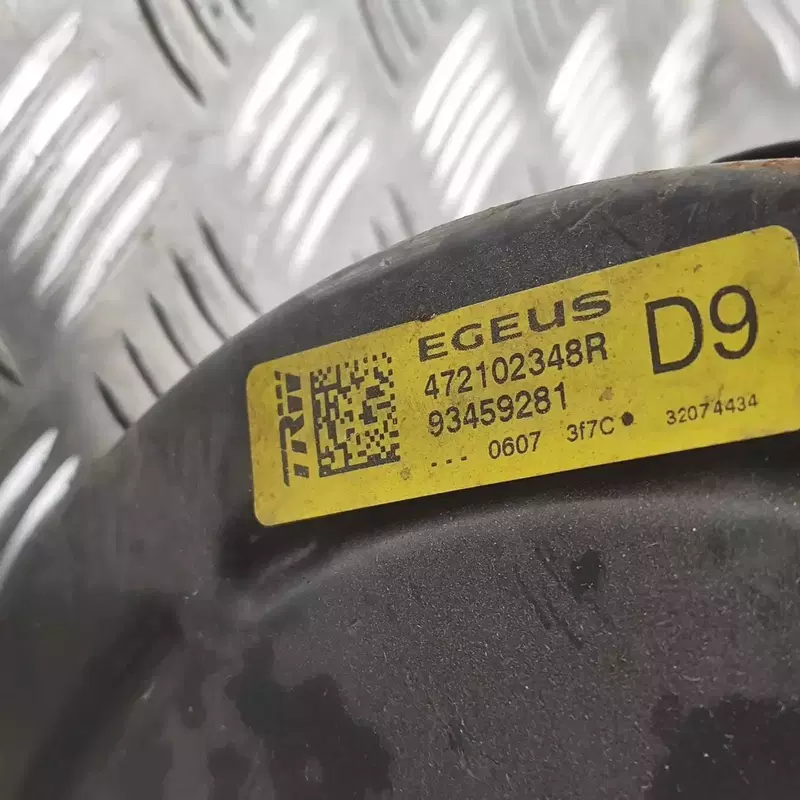 TRW
EGEUS
472102348R
93459281
D9
--- 0607 3f7C • 32074434